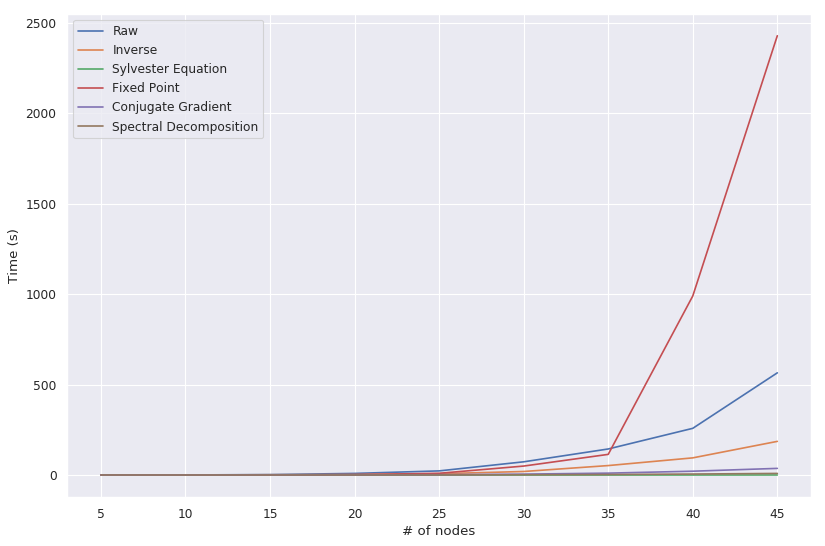 Raw
Inverse
Sylvester Equation
Fixed Point
Conjugate Gradient
Spectral Decomposition
2500
2000
1500
1000
500
0
Time (s)
5 10 15 20 25 30 35 40 45
# of nodes